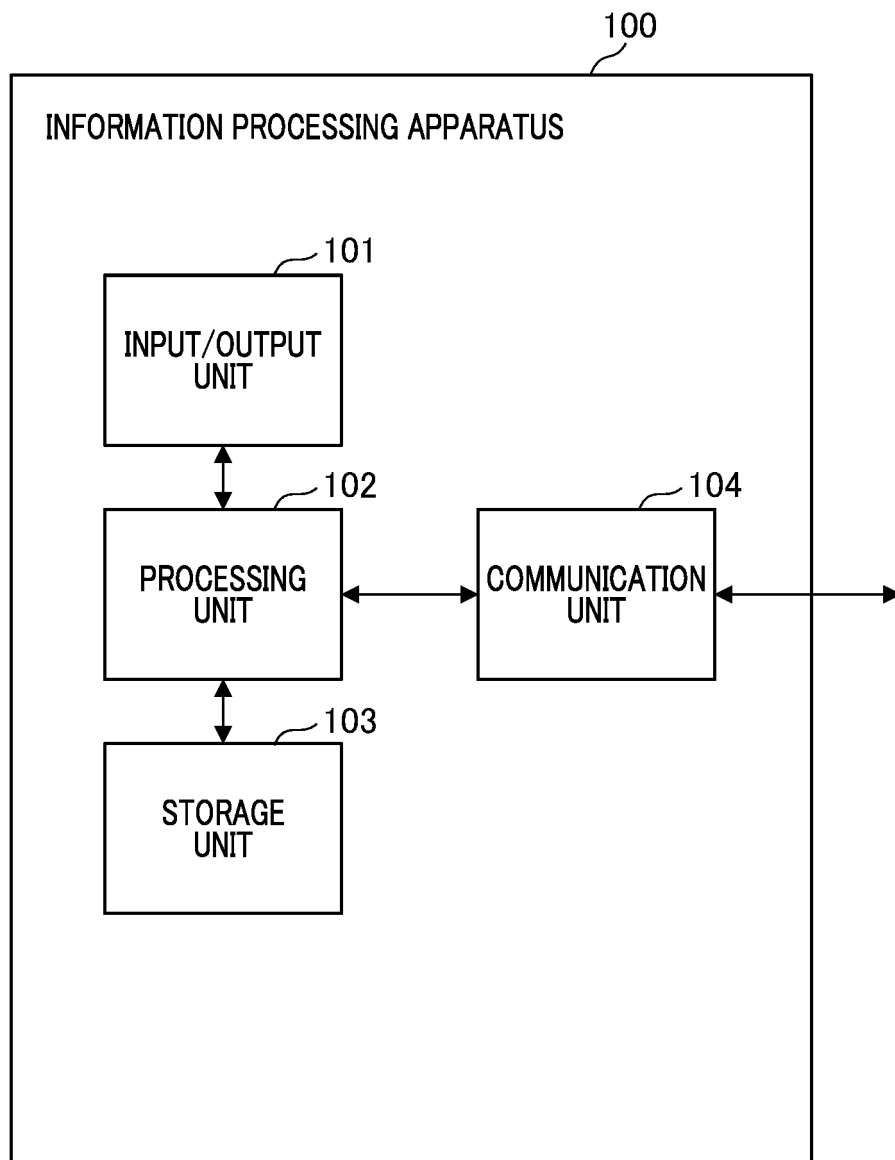 100
INFORMATION PROCESSING APPARATUS
101
INPUT/OUTPUT
UNIT
102
PROCESSING
UNIT
104
COMMUNICATION
UNIT
103
STORAGE
UNIT